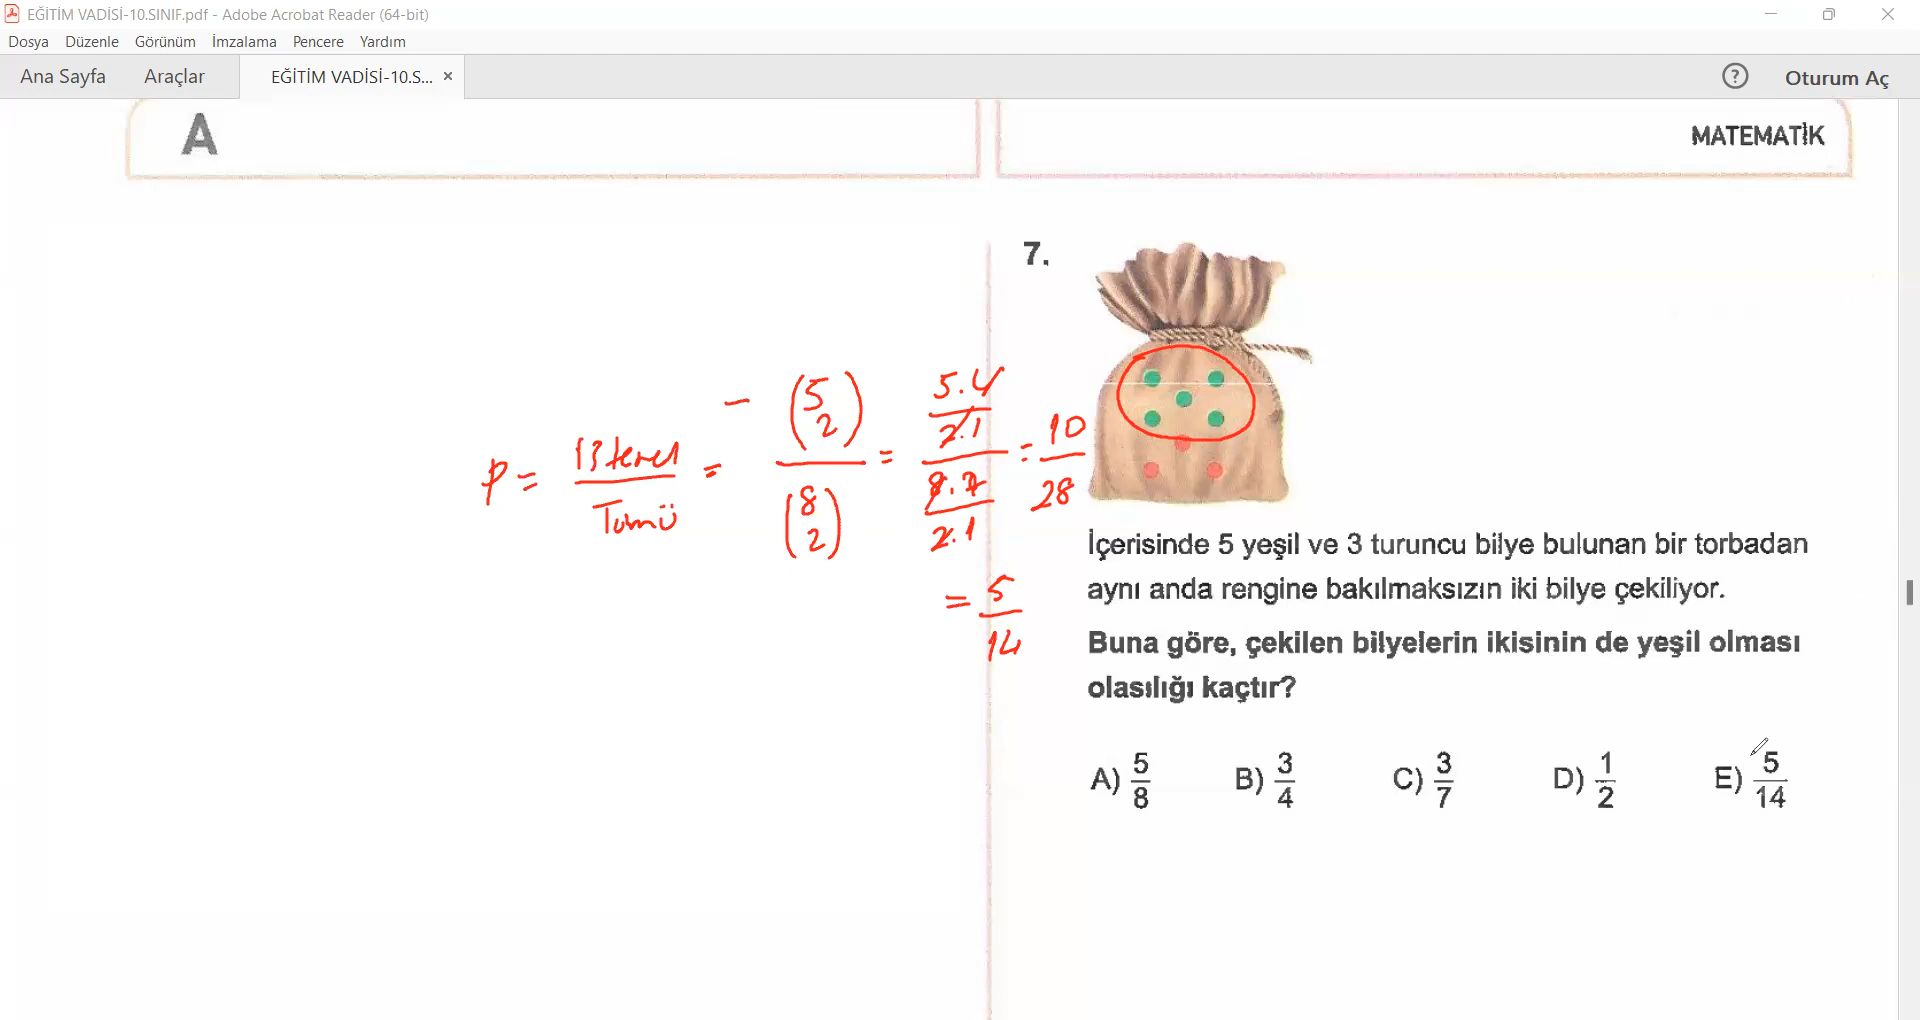 EĞİTİM VADİSİ-10.SINIF.pdf - Adobe Acrobat Reader (64-bit)
Dosya Düzenle Görünüm İmzalama Pencere Yardım
Ana Sayfa Araçlar EĞİTİM VADİSİ-10.S... × ? Oturum Aç
A
MATEMATİK
7.
P = İstenen / Tümü = (5 2) / (8 2) = 5.4 / 2.1 / 8.7 / 2.1 = 10 / 28
= 5 / 14
İçerisinde 5 yeşil ve 3 turuncu bilye bulunan bir torbadan
aynı anda rengine bakılmaksızın iki bilye çekiliyor.
Buna göre, çekilen bilyelerin ikisinin de yeşil olması
olasılığı kaçtır?
A) 5/8 B) 3/4 C) 3/7 D) 1/2 E) 5/14